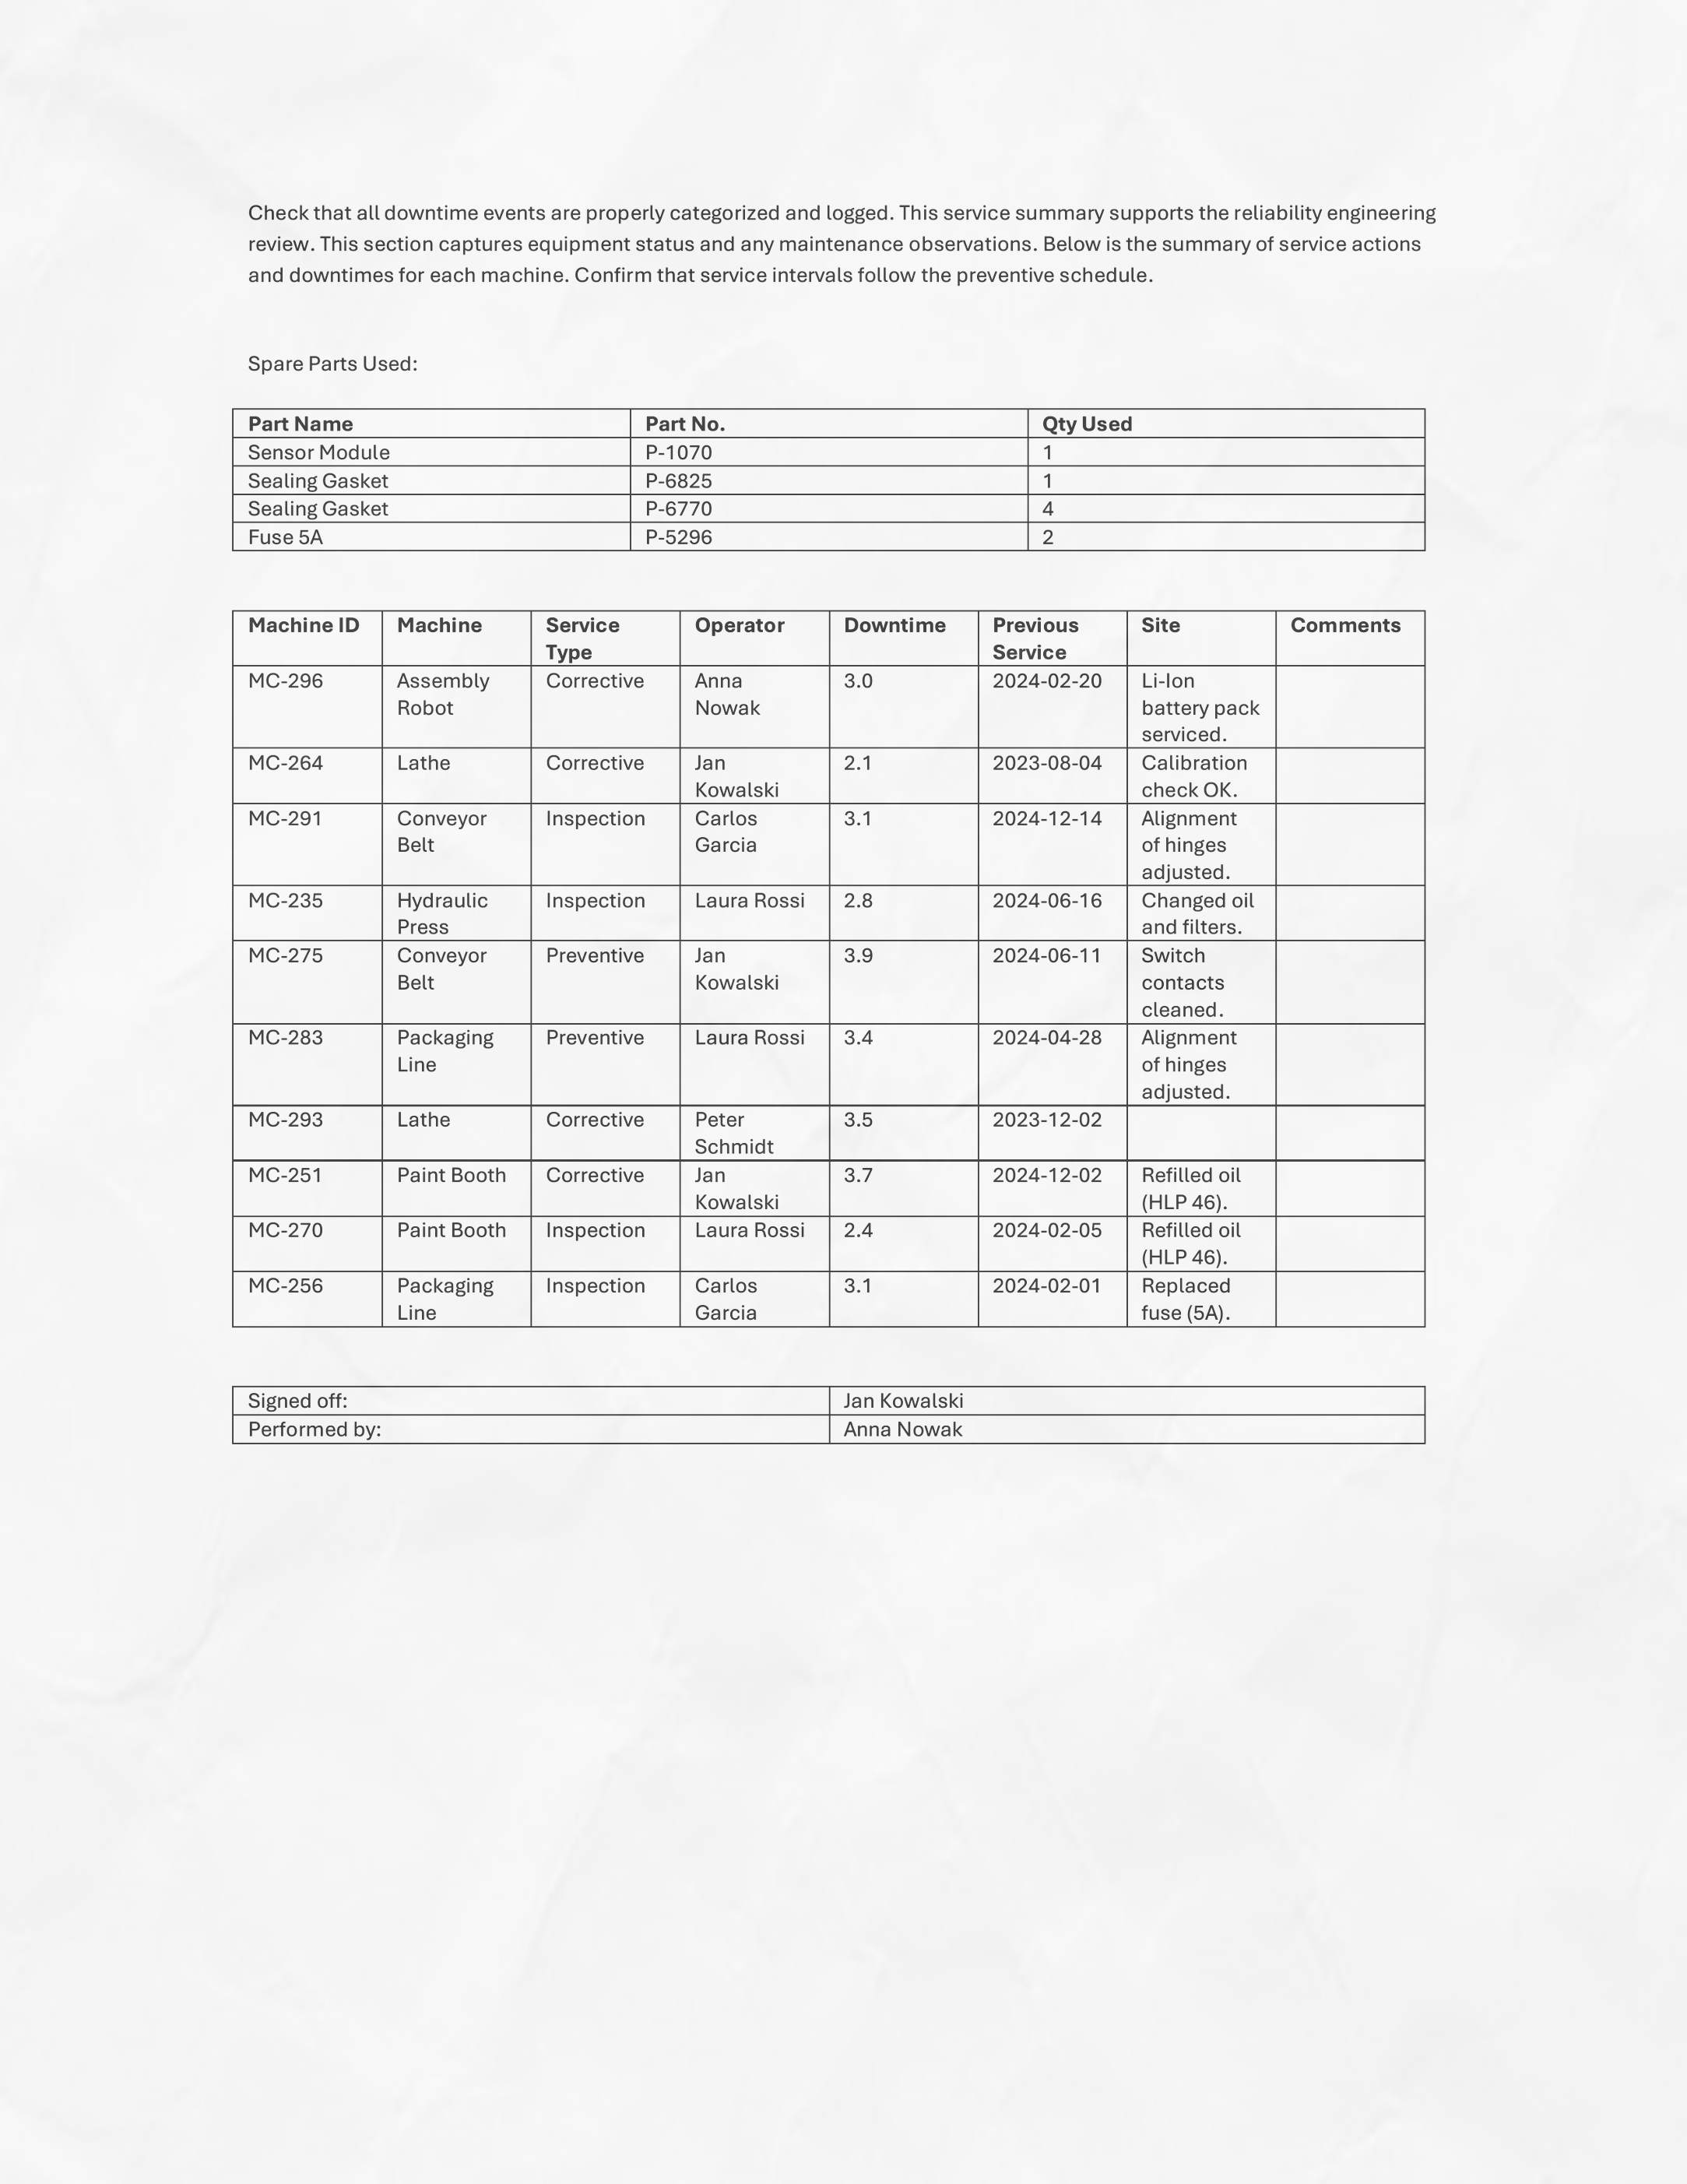 Check that all downtime events are properly categorized and logged. This service summary supports the reliability engineering
review. This section captures equipment status and any maintenance observations. Below is the summary of service actions
and downtimes for each machine. Confirm that service intervals follow the preventive schedule.
Spare Parts Used:
Part Name Part No. Qty Used
Sensor Module P-1070 1
Sealing Gasket P-6825 1
Sealing Gasket P-6770 4
Fuse 5A P-5296 2
Machine ID Machine Service Operator Downtime Previous Site Comments
Type Service
MC-296 Assembly Corrective Anna 3.0 2024-02-20 Li-Ion
Robot Nowak battery pack
serviced.
MC-264 Lathe Corrective Jan 2.1 2023-08-04 Calibration
Kowalski check OK.
MC-291 Conveyor Inspection Carlos 3.1 2024-12-14 Alignment
Belt Garcia of hinges
adjusted.
MC-235 Hydraulic Inspection Laura Rossi 2.8 2024-06-16 Changed oil
Press and filters.
MC-275 Conveyor Preventive Jan 3.9 2024-06-11 Switch
Belt Kowalski contacts
cleaned.
MC-283 Packaging Preventive Laura Rossi 3.4 2024-04-28 Alignment
Line of hinges
adjusted.
MC-293 Lathe Corrective Peter 3.5 2023-12-02
Schmidt
MC-251 Paint Booth Corrective Jan 3.7 2024-12-02 Refilled oil
Kowalski (HLP 46).
MC-270 Paint Booth Inspection Laura Rossi 2.4 2024-02-05 Refilled oil
(HLP 46).
MC-256 Packaging Inspection Carlos 3.1 2024-02-01 Replaced
Line Garcia fuse (5A).
Signed off: Jan Kowalski
Performed by: Anna Nowak